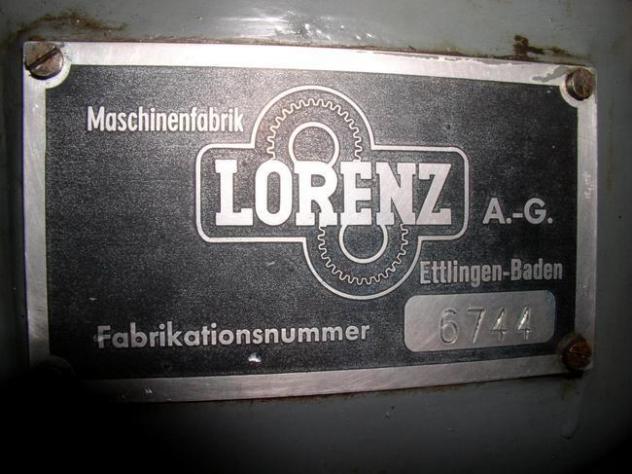 Maschinenfabrik
LORENZ A.-G.
Ettlingen-Baden
Fabrikationsnummer 6744